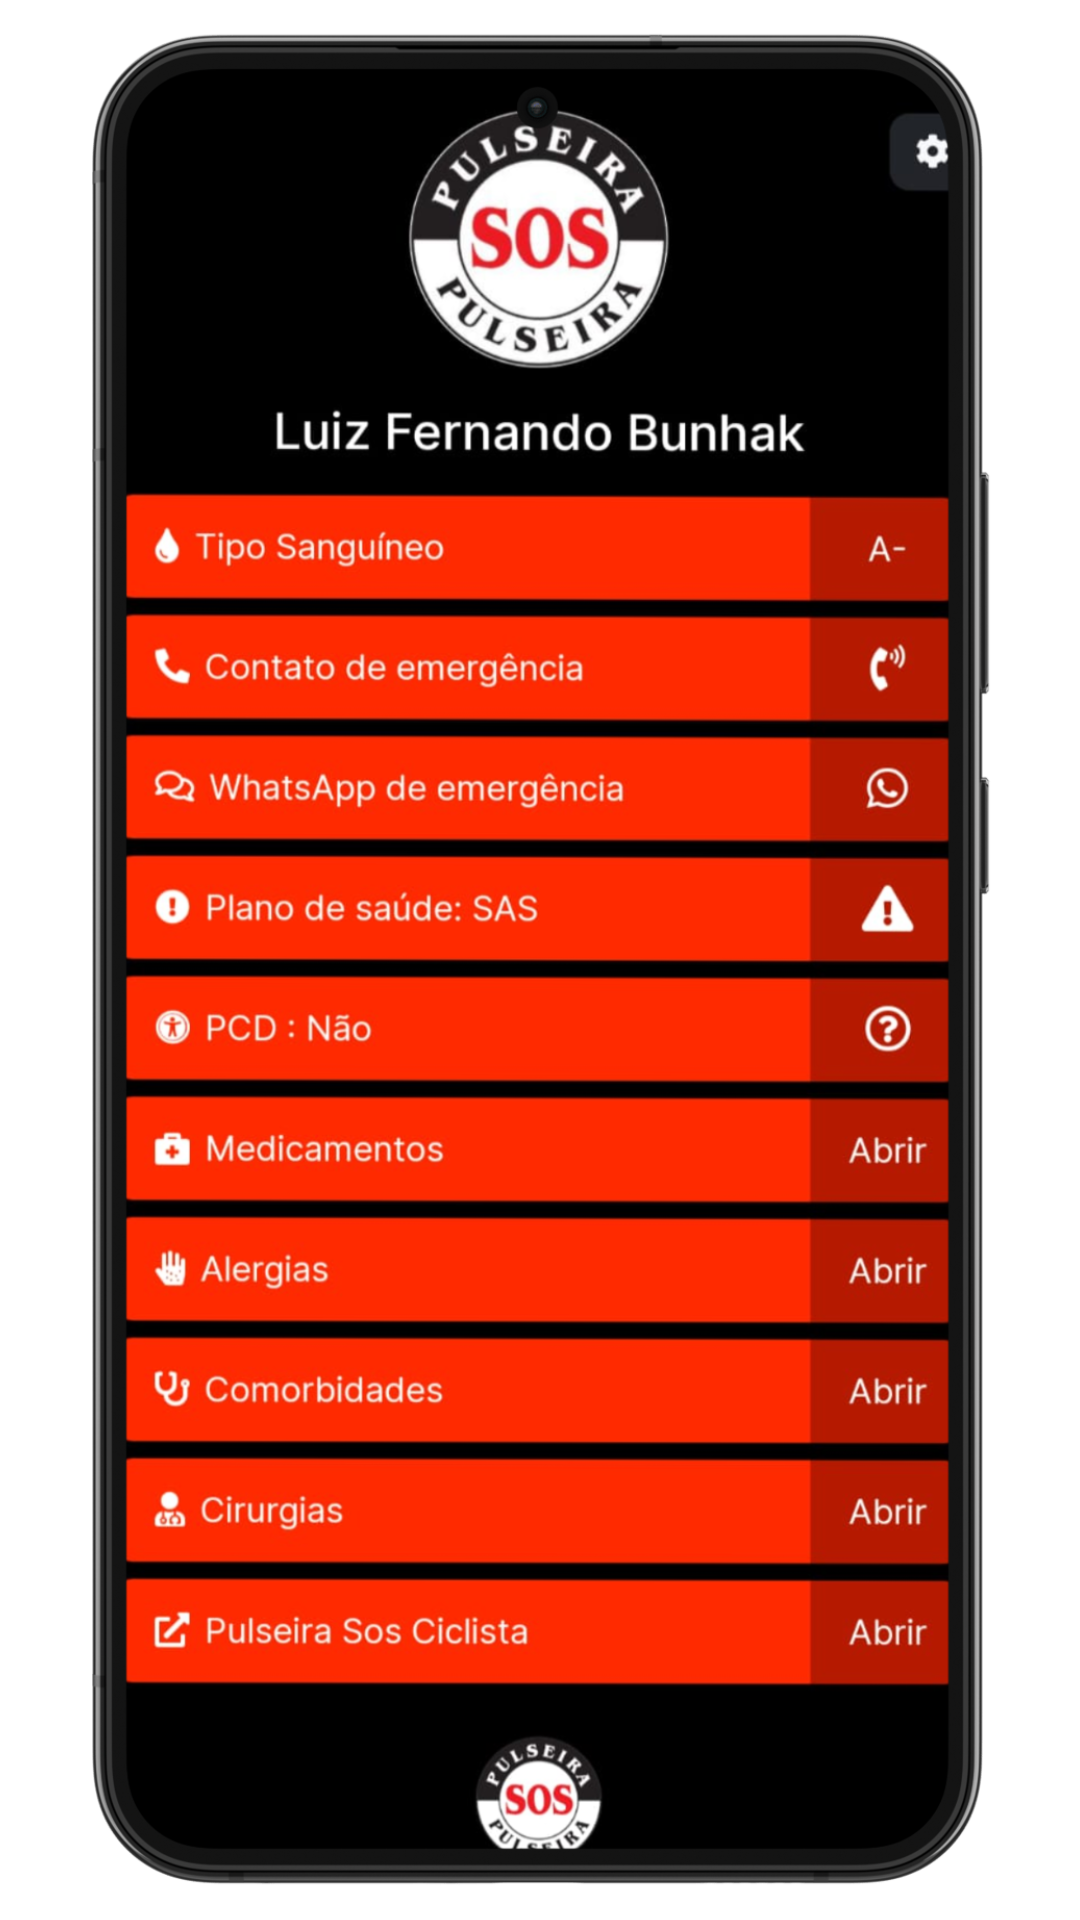 PULSEIRA
SOS
PULSEIRA
Luiz Fernando Bunhak
Tipo Sanguíneo A-
Contato de emergência
WhatsApp de emergência
Plano de saúde: SAS
PCD : Não
Medicamentos Abrir
Alergias Abrir
Comorbidades Abrir
Cirurgias Abrir
Pulseira Sos Ciclista Abrir
PULSEIRA
SOS
PULSEIRA